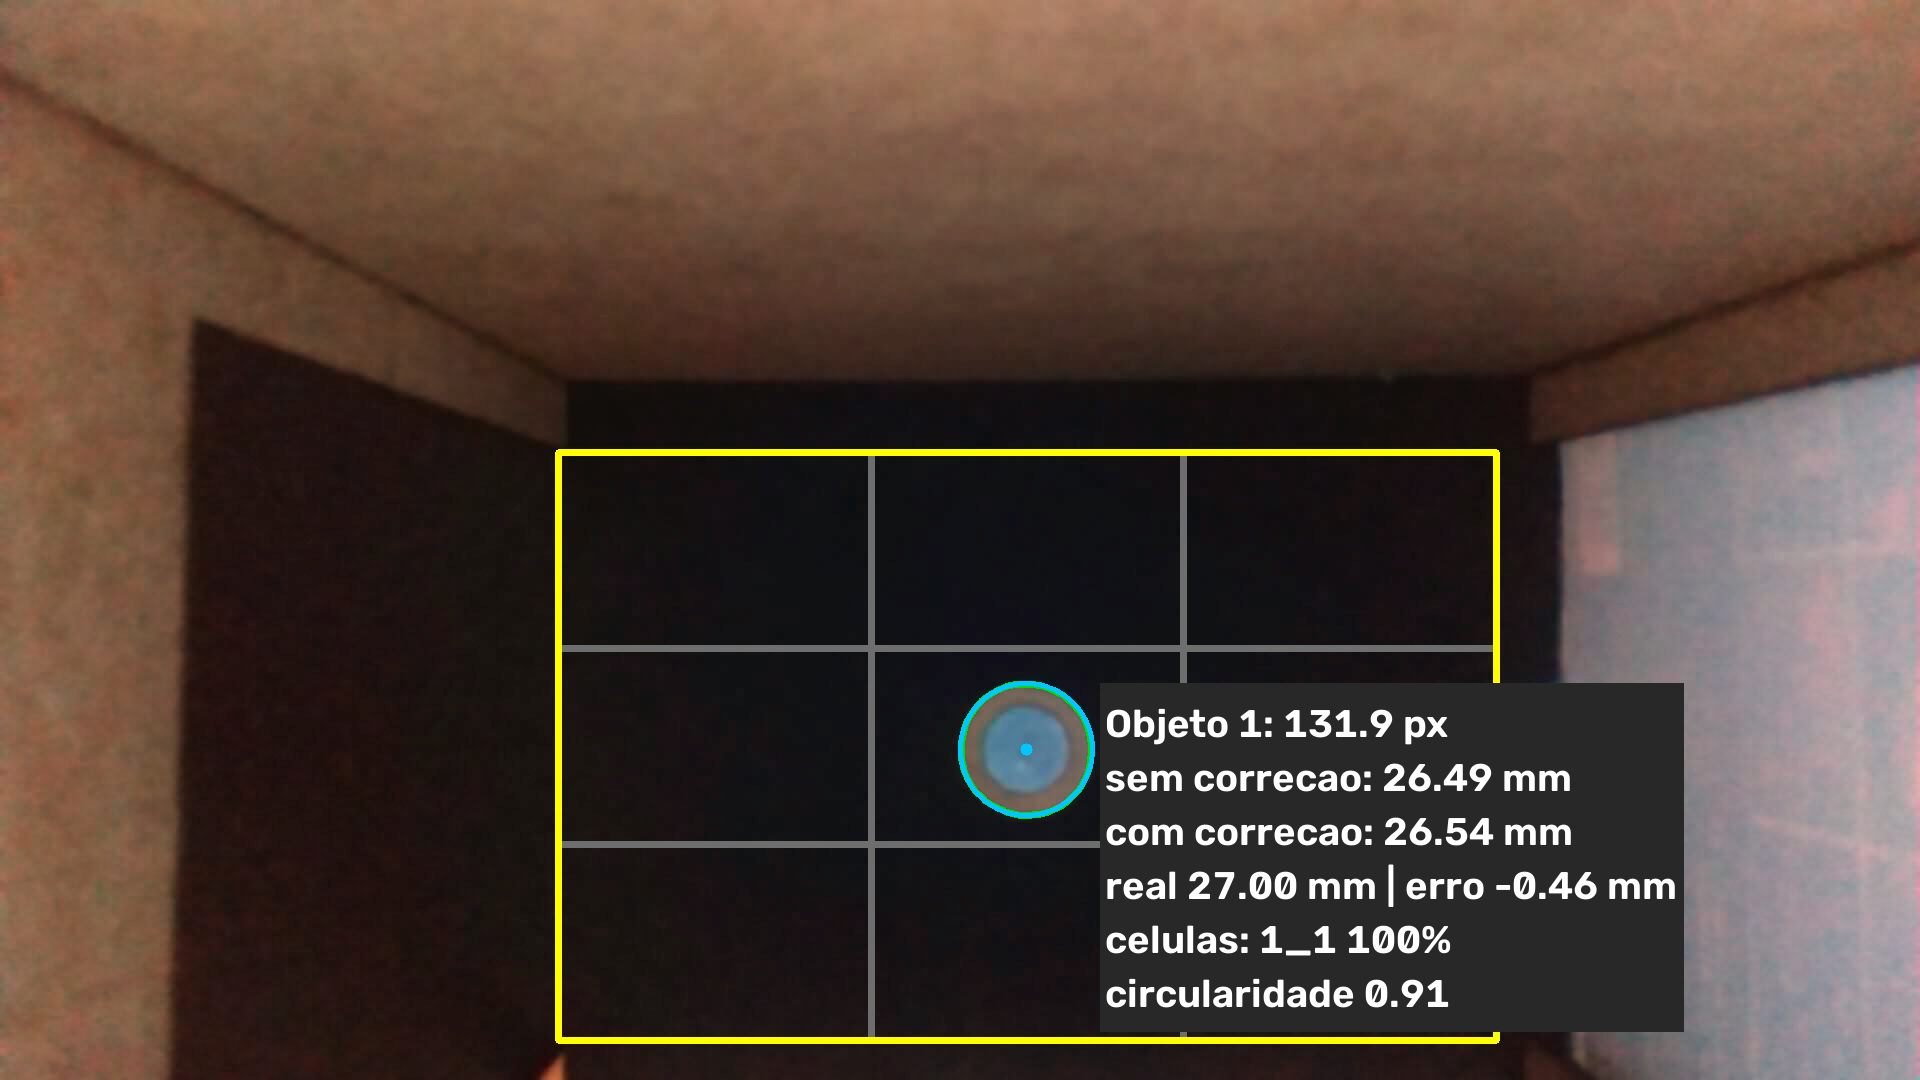 Objeto 1: 131.9 px
sem correcao: 26.49 mm
com correcao: 26.54 mm
real 27.00 mm | erro -0.46 mm
celulas: 1_1 100%
circularidade 0.91